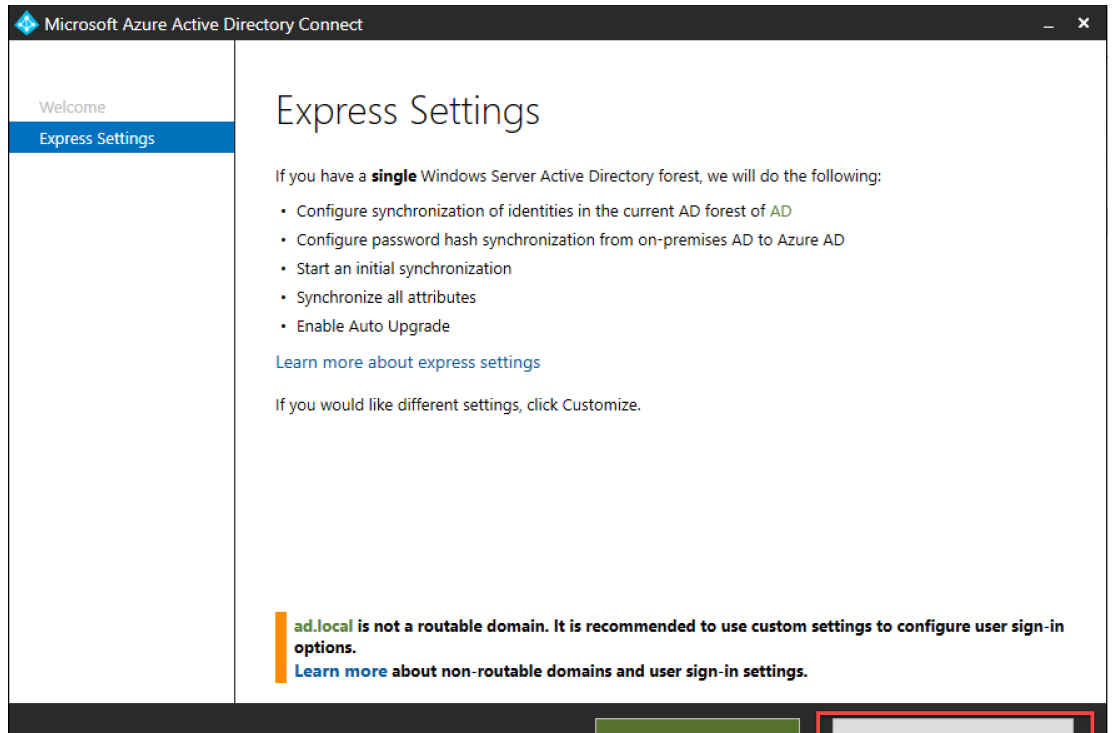 Microsoft Azure Active Directory Connect
Welcome
Express Settings
Express Settings
If you have a single Windows Server Active Directory forest, we will do the following:
• Configure synchronization of identities in the current AD forest of AD
• Configure password hash synchronization from on-premises AD to Azure AD
• Start an initial synchronization
• Synchronize all attributes
• Enable Auto Upgrade
Learn more about express settings
If you would like different settings, click Customize.
ad.local is not a routable domain. It is recommended to use custom settings to configure user sign-in
options.
Learn more about non-routable domains and user sign-in settings.